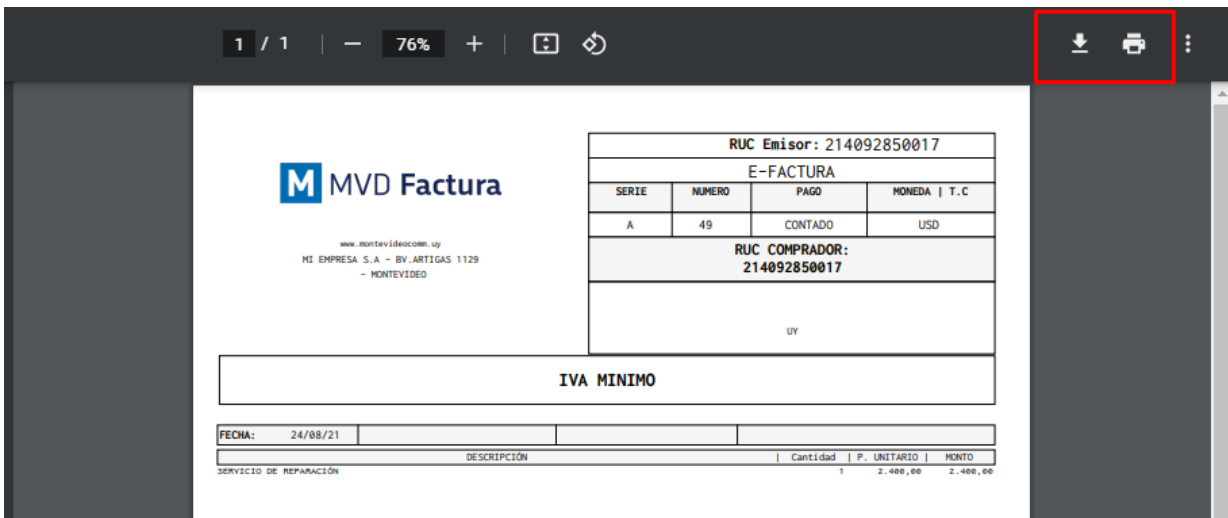 1 / 1 | — 76% + |
RUC Emisor: 214092850017
E-FACTURA
M MVD Factura
SERIE NUMERO PAGO MONEDA | T.C
A 49 CONTADO USD
www.montevideocomm.uy
MI EMPRESA S.A - BV.ARTIGAS 1129
- MONTEVIDEO
RUC COMPRADOR:
214092850017
UY
IVA MINIMO
FECHA: 24/08/21
DESCRIPCIÓN | Cantidad | P. UNITARIO | MONTO
SERVICIO DE REPARACIÓN 1 2.400,00 2.400,00